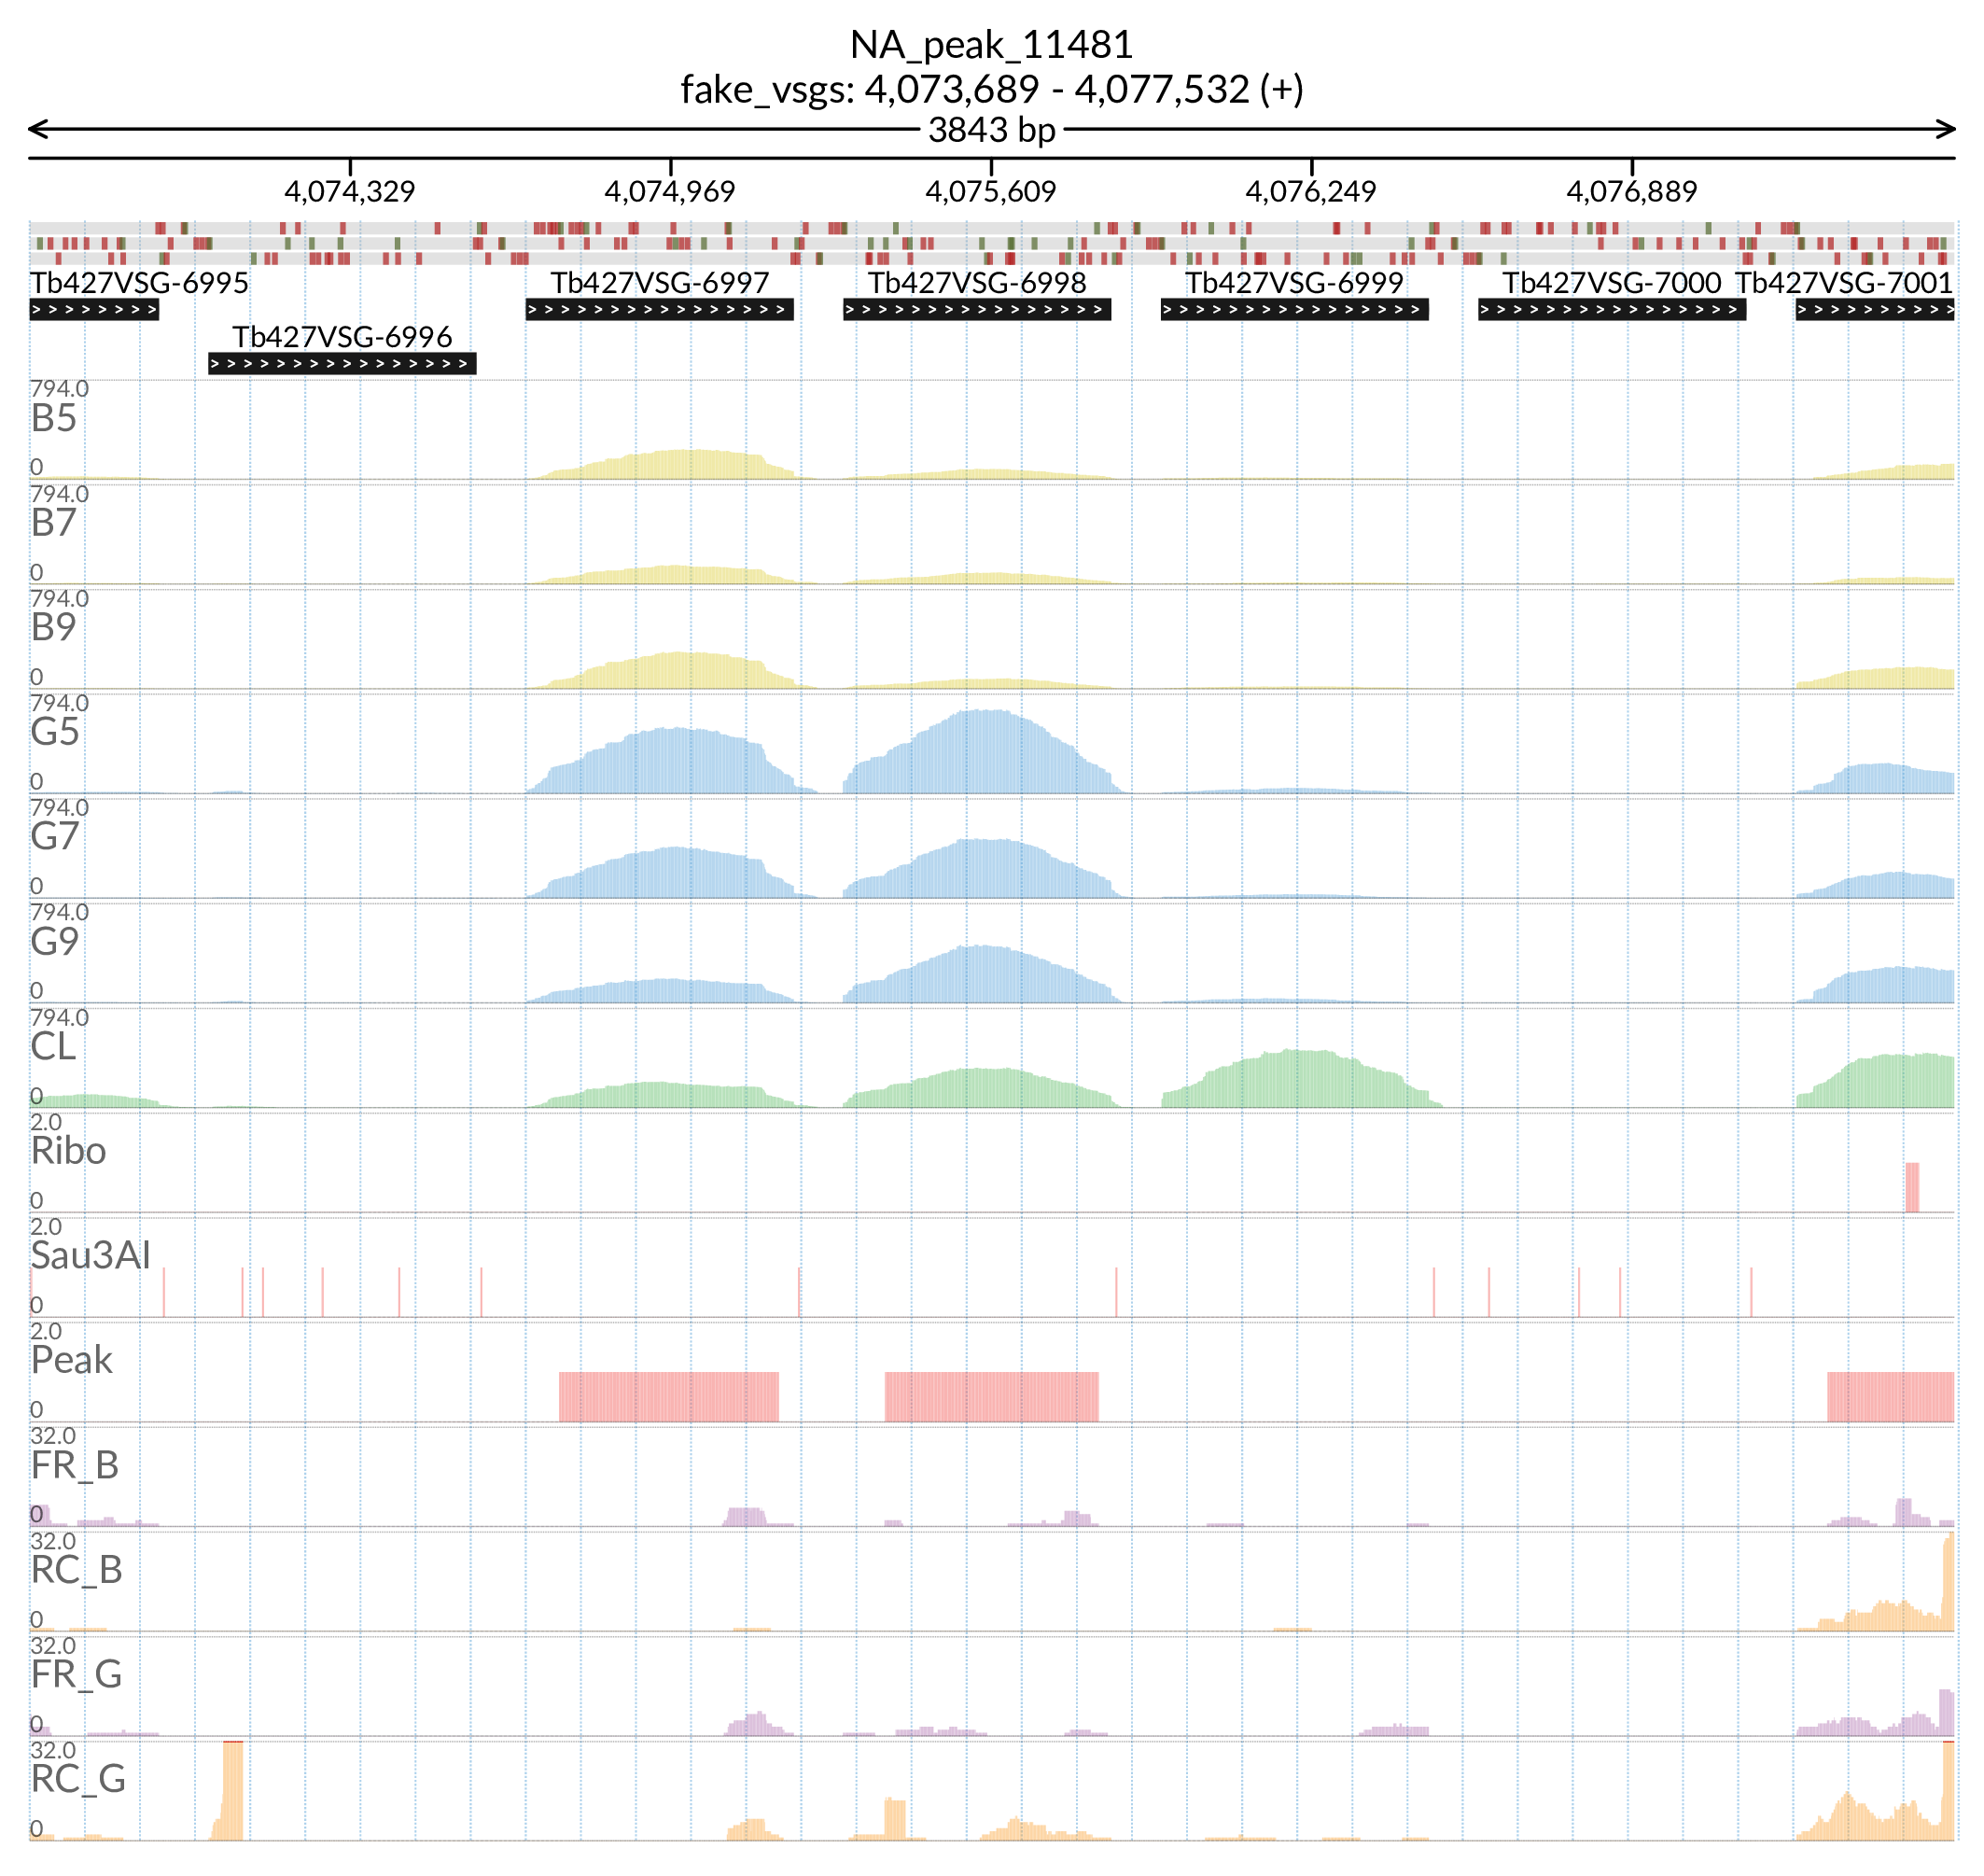 NA_peak_11481
fake_vsgs: 4,073,689 - 4,077,532 (+)
3843 bp
4,074,329 4,074,969 4,075,609 4,076,249 4,076,889
Tb427VSG-6995 Tb427VSG-6997 Tb427VSG-6998 Tb427VSG-6999 Tb427VSG-7000 Tb427VSG-7001
Tb427VSG-6996
794.0
B5
0
794.0
B7
0
794.0
B9
0
794.0
G5
0
794.0
G7
0
794.0
G9
0
794.0
CL
0
2.0
Ribo
0
2.0
Sau3AI
0
2.0
Peak
0
32.0
FR_B
0
32.0
RC_B
0
32.0
FR_G
0
32.0
RC_G
0